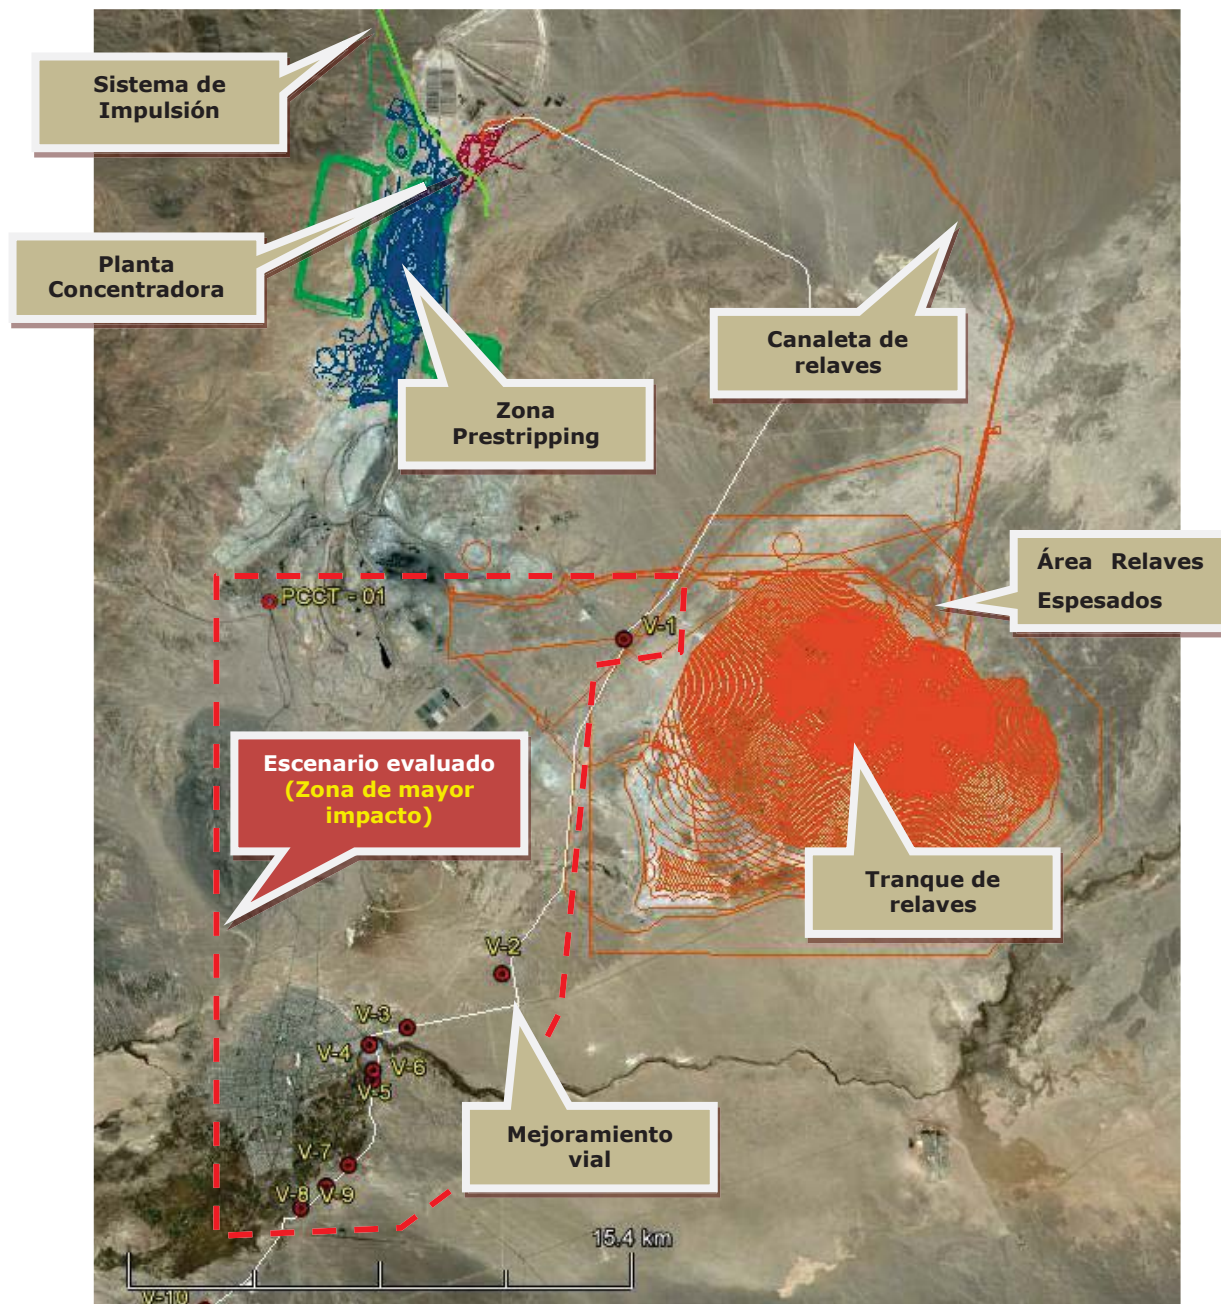 Sistema de
Impulsión
Planta
Concentradora
Canaleta de
relaves
Zona
Prestripping
Área Relaves
Espesados
PCCT - 01
V-1
Escenario evaluado
(Zona de mayor
impacto)
Tranque de
relaves
V-2
V-3
V-4
V-6
V-5
Mejoramiento
vial
V-7
V-8 V-9
15.4 km
V-10